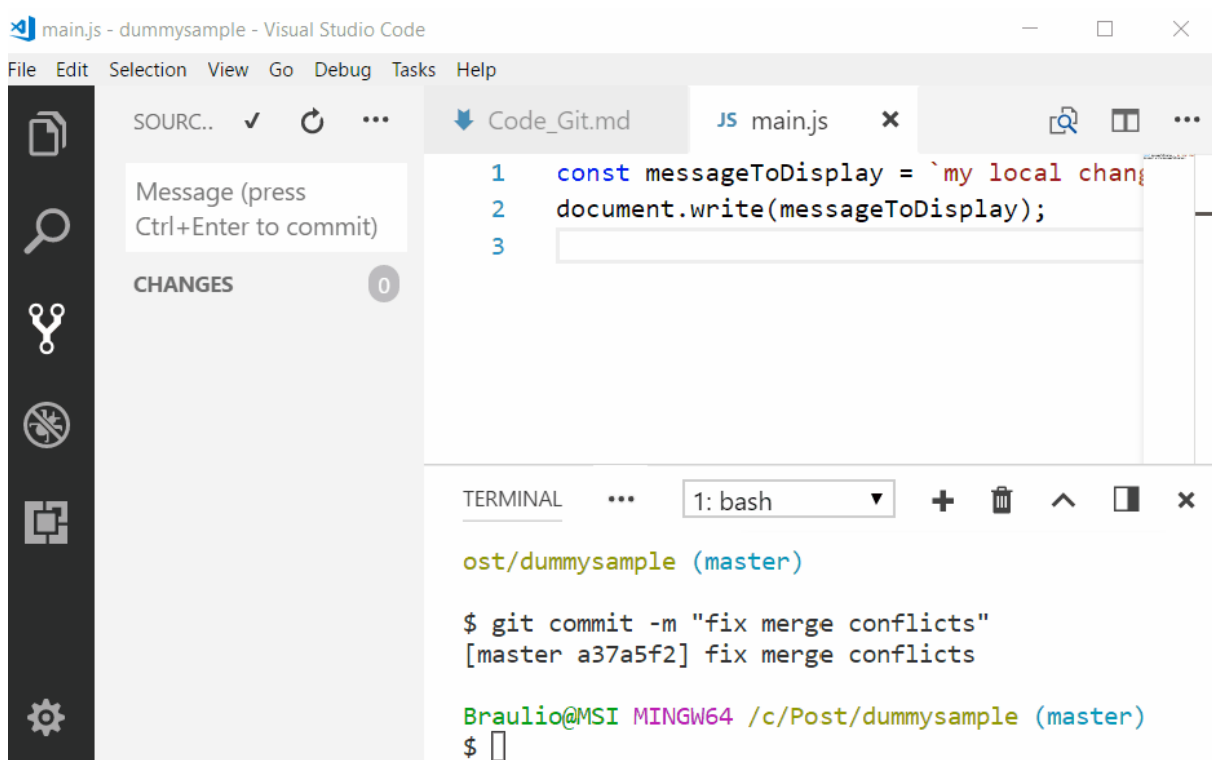 main.js - dummysample - Visual Studio Code
File Edit Selection View Go Debug Tasks Help
SOURC.. Code_Git.md JS main.js
Message (press
Ctrl+Enter to commit)
CHANGES 0
1 const messageToDisplay = `my local chang
2 document.write(messageToDisplay);
3
TERMINAL 1: bash
ost/dummysample (master)
$ git commit -m "fix merge conflicts"
[master a37a5f2] fix merge conflicts
Braulio@MSI MINGW64 /c/Post/dummysample (master)
$